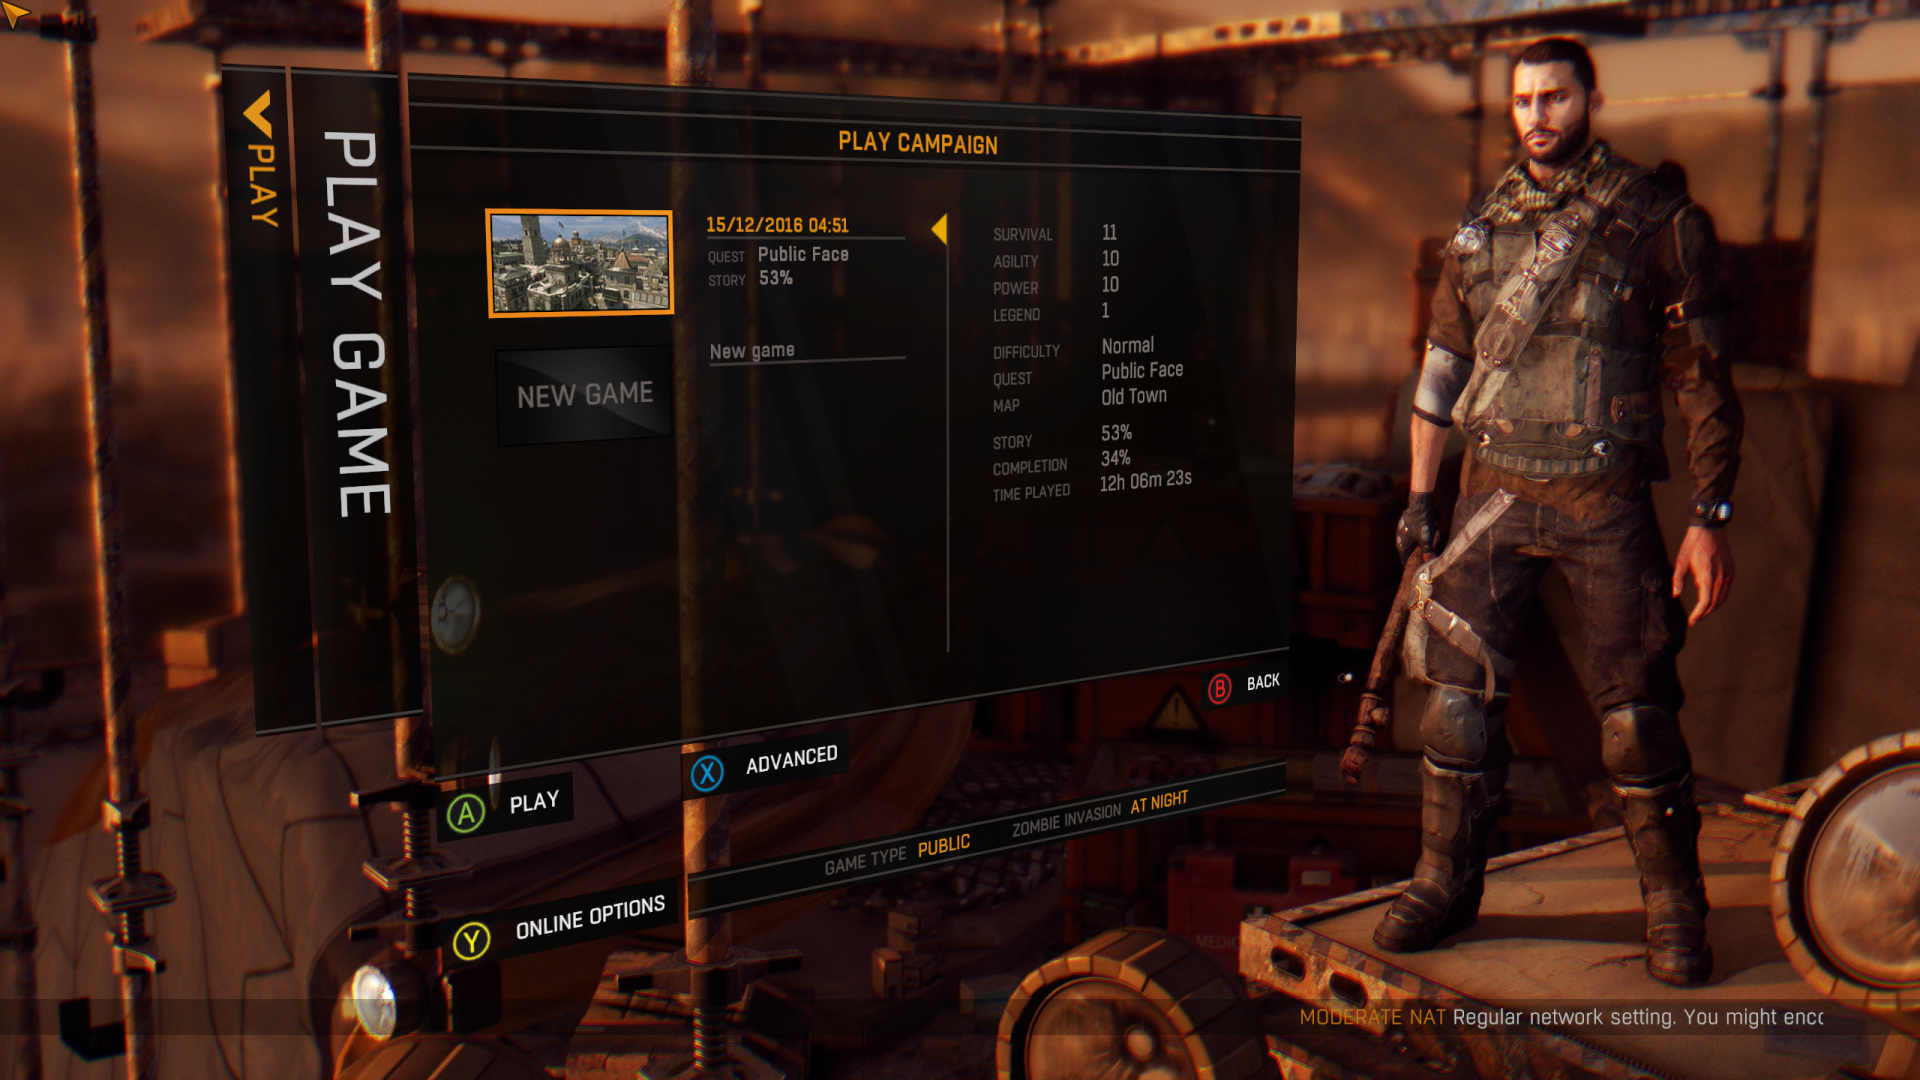 PLAY
PLAY GAME
PLAY CAMPAIGN
15/12/2016 04:51
QUEST Public Face
STORY 53%
New game
NEW GAME
SURVIVAL 11
AGILITY 10
POWER 10
LEGEND 1
DIFFICULTY Normal
QUEST Public Face
MAP Old Town
STORY 53%
COMPLETION 34%
TIME PLAYED 12h 06m 23s
B BACK
X ADVANCED
A PLAY
GAME TYPE PUBLIC ZOMBIE INVASION AT NIGHT
Y ONLINE OPTIONS
MODERATE NAT Regular network setting. You might enc